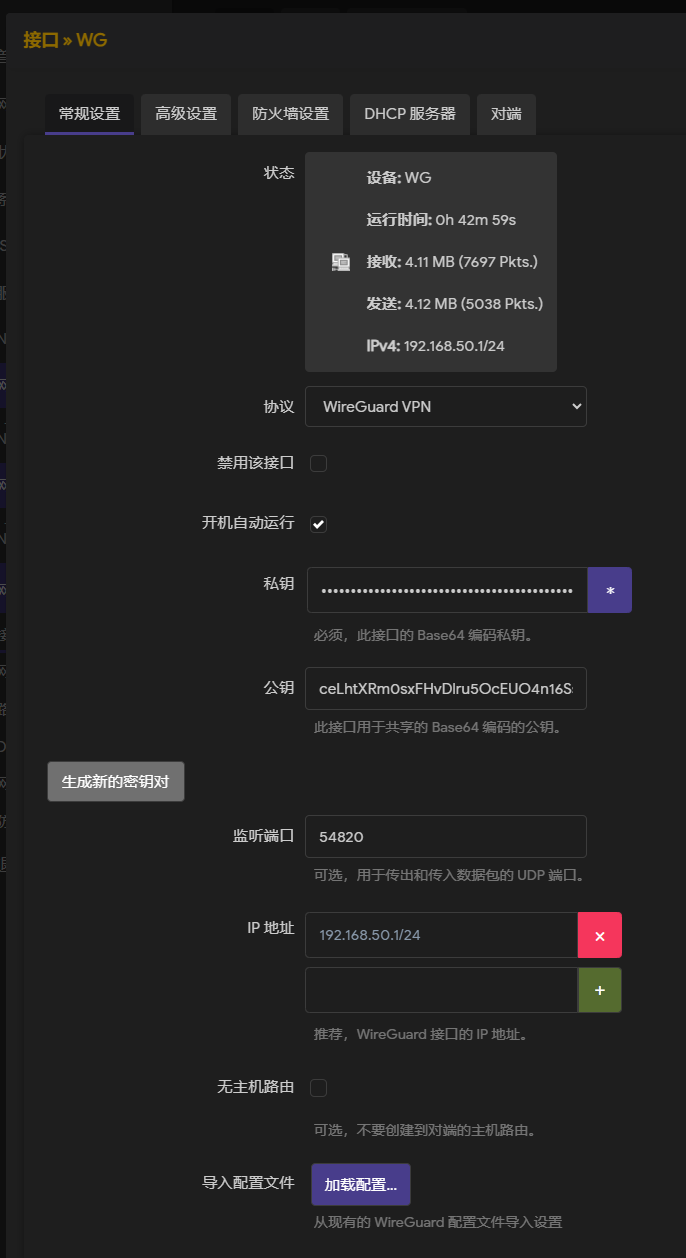 接口 » WG
常规设置
高级设置
防火墙设置
DHCP 服务器
对端
状态
设备: WG
运行时间: 0h 42m 59s
接收: 4.11 MB (7697 Pkts.)
发送: 4.12 MB (5038 Pkts.)
IPv4: 192.168.50.1/24
协议
WireGuard VPN
禁用该接口
开机自动运行
私钥
*
必须，此接口的 Base64 编码私钥。
公钥
此接口用于共享的 Base64 编码的公钥。
生成新的密钥对
监听端口
54820
可选，用于传出和传入数据包的 UDP 端口。
IP 地址
192.168.50.1/24
×
+
推荐，WireGuard 接口的 IP 地址。
无主机路由
可选，不要创建到对端的主机路由。
导入配置文件
加载配置...
从现有的 WireGuard 配置文件导入设置